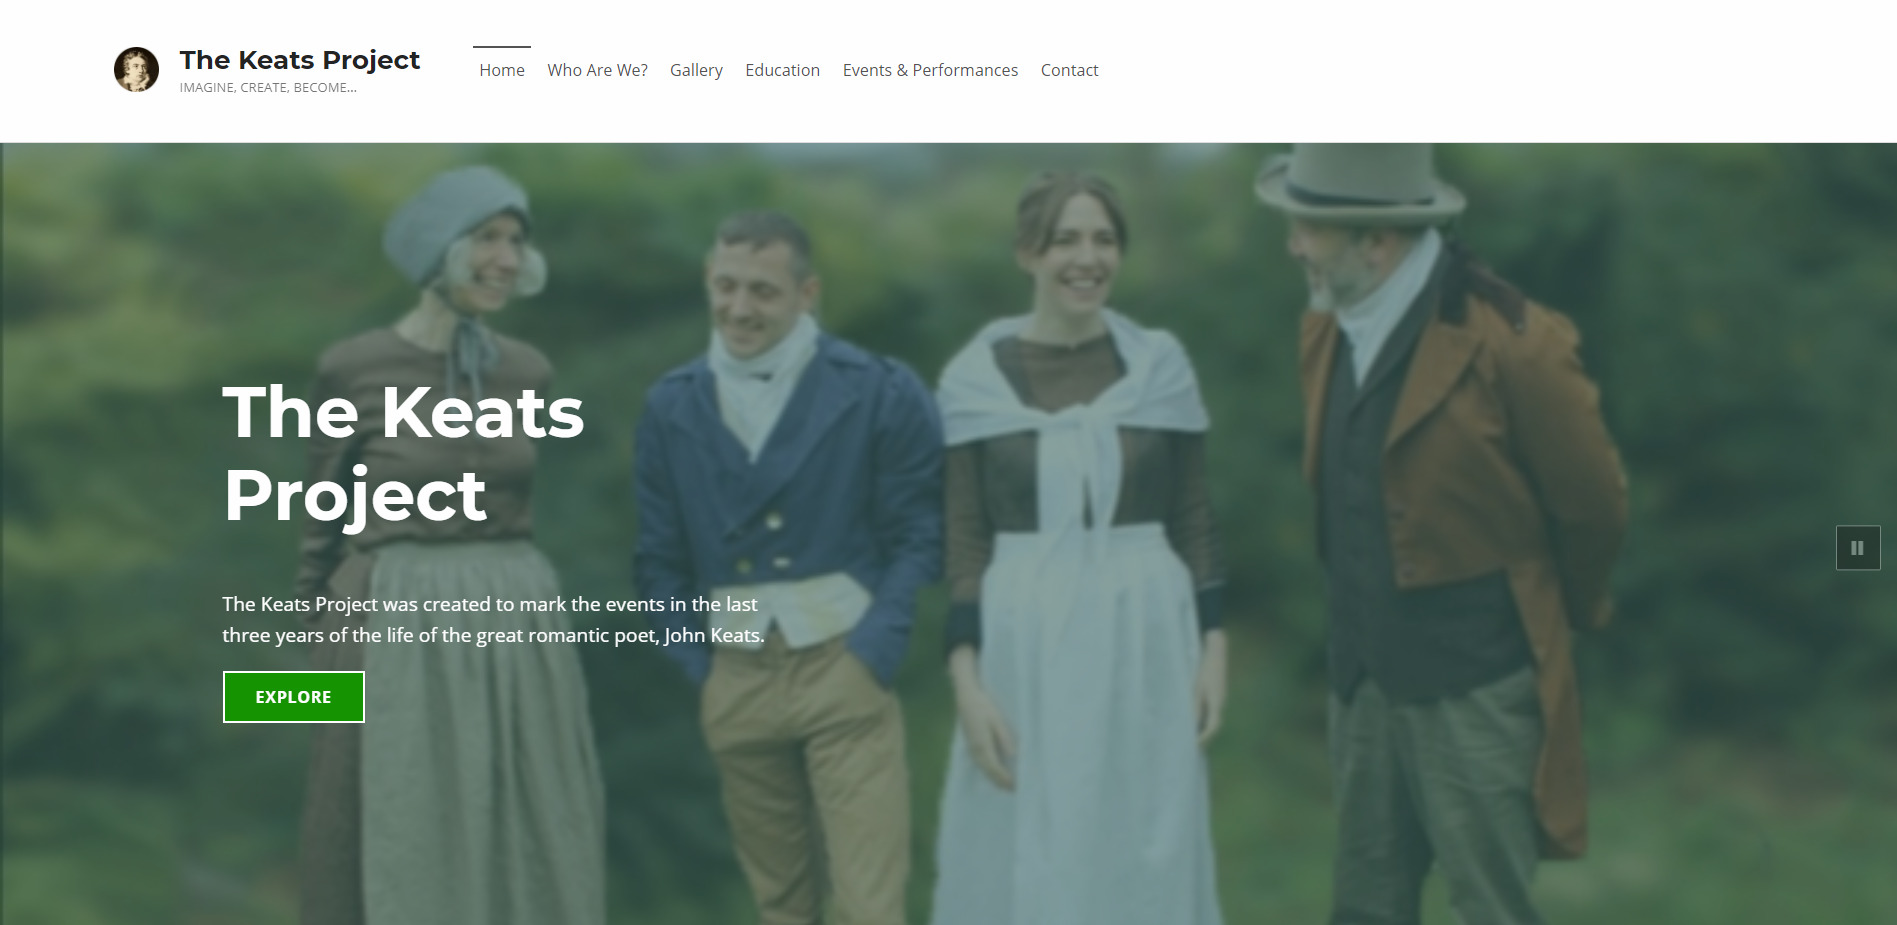 The Keats Project
IMAGINE, CREATE, BECOME...
Home Who Are We? Gallery Education Events & Performances Contact
The Keats
Project
The Keats Project was created to mark the events in the last
three years of the life of the great romantic poet, John Keats.
EXPLORE